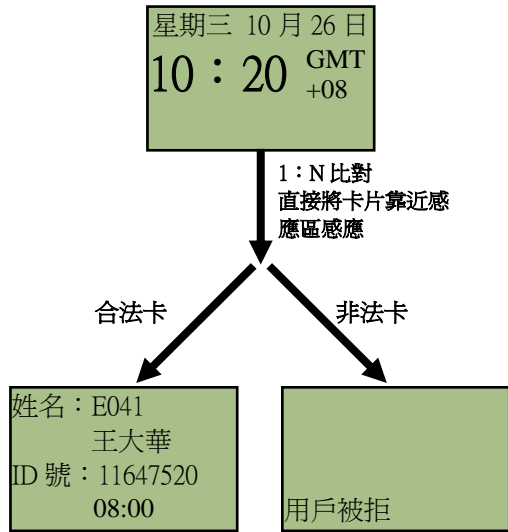 星期三 10 月 26 日
10：20 GMT
+08
1：N 比對
直接將卡片靠近感
應區感應
合法卡
非法卡
姓名：E041
王大華
ID 號：11647520
08:00
用戶被拒